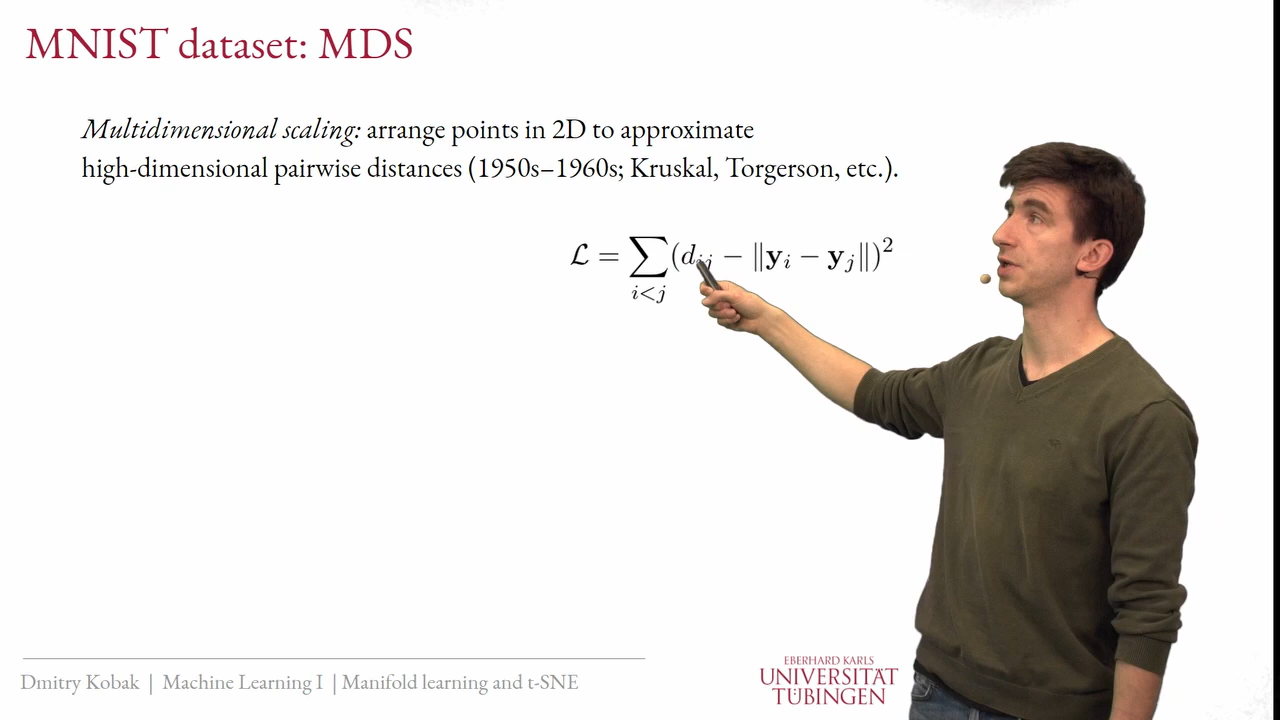 MNIST dataset: MDS
Multidimensional scaling: arrange points in 2D to approximate
high-dimensional pairwise distances (1950s–1960s; Kruskal, Torgerson, etc.).
ℒ = ∑_{i<j} (d_{ij} − ‖y_i − y_j‖)²
Dmitry Kobak | Machine Learning I | Manifold learning and t-SNE
EBERHARD KARLS
UNIVERSITÄT
TÜBINGEN